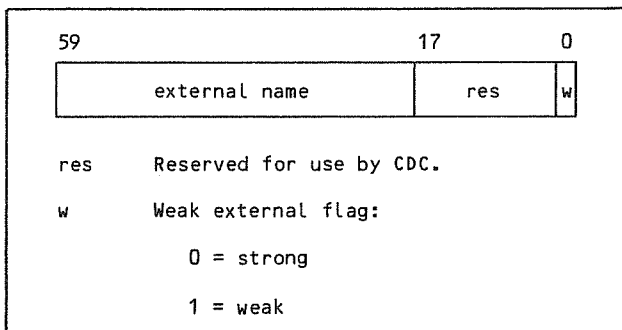 59 17 0
external name res w
res Reserved for use by CDC.
w Weak external flag:
0 = strong
1 = weak